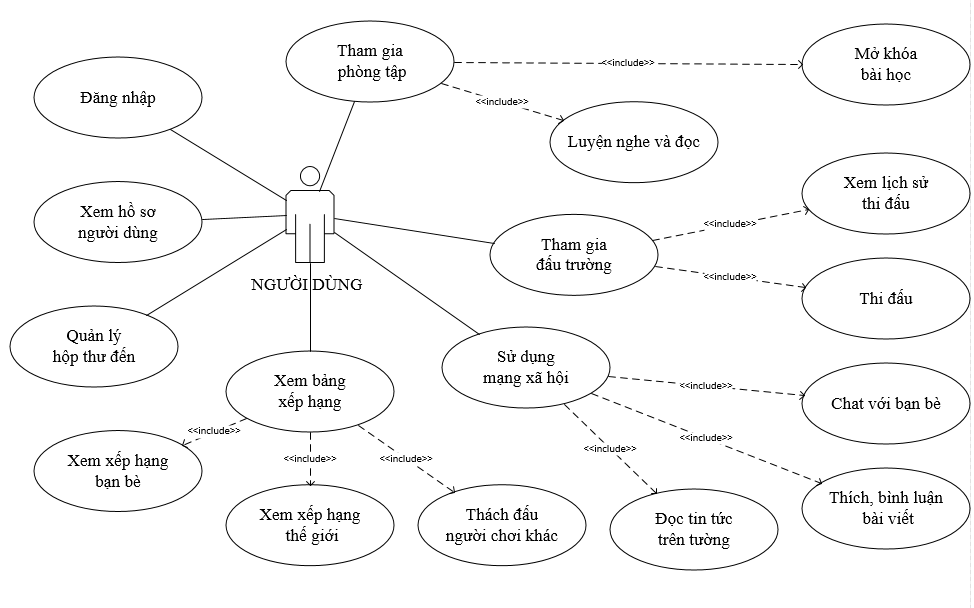 Tham gia
phòng tập
<<include>>
Mở khóa
bài học
Đăng nhập
<<include>>
Luyện nghe và đọc
Xem hồ sơ
người dùng
Xem lịch sử
thi đấu
<<include>>
Tham gia
đấu trường
<<include>>
Thi đấu
NGƯỜI DÙNG
Quản lý
hộp thư đến
Xem bảng
xếp hạng
Sử dụng
mạng xã hội
<<include>>
Chat với bạn bè
<<include>>
<<include>>
<<include>>
<<include>>
<<include>>
Xem xếp hạng
bạn bè
Xem xếp hạng
thế giới
Thách đấu
người chơi khác
Đọc tin tức
trên tường
Thích, bình luận
bài viết